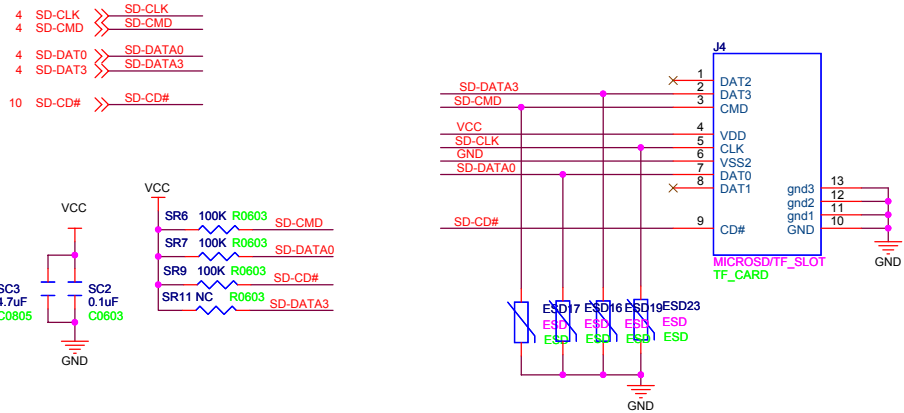 4 SD-CLK SD-CLK
4 SD-CMD SD-CMD
4 SD-DAT0 SD-DATA0
4 SD-DAT3 SD-DATA3
10 SD-CD# SD-CD#
VCC
SC3 SC2
4.7uF 0.1uF
C0805 C0603
GND
VCC
SR6 100K R0603 SD-CMD
SR7 100K R0603 SD-DATA0
SR9 100K R0603 SD-CD#
SR11 NC R0603 SD-DATA3
J4
1 DAT2
SD-DATA3 2 DAT3
SD-CMD 3 CMD
VCC 4 VDD
SD-CLK 5 CLK
GND 6 VSS2
SD-DATA0 7 DAT0
8 DAT1
SD-CD# 9 CD#
gnd3 13
gnd2 12
gnd1 11
GND 10
GND
MICROSD/TF_SLOT
TF_CARD
ESD17 ESD16 ESD19 ESD23
ESD ESD ESD ESD
ESD ESD ESD ESD
GND